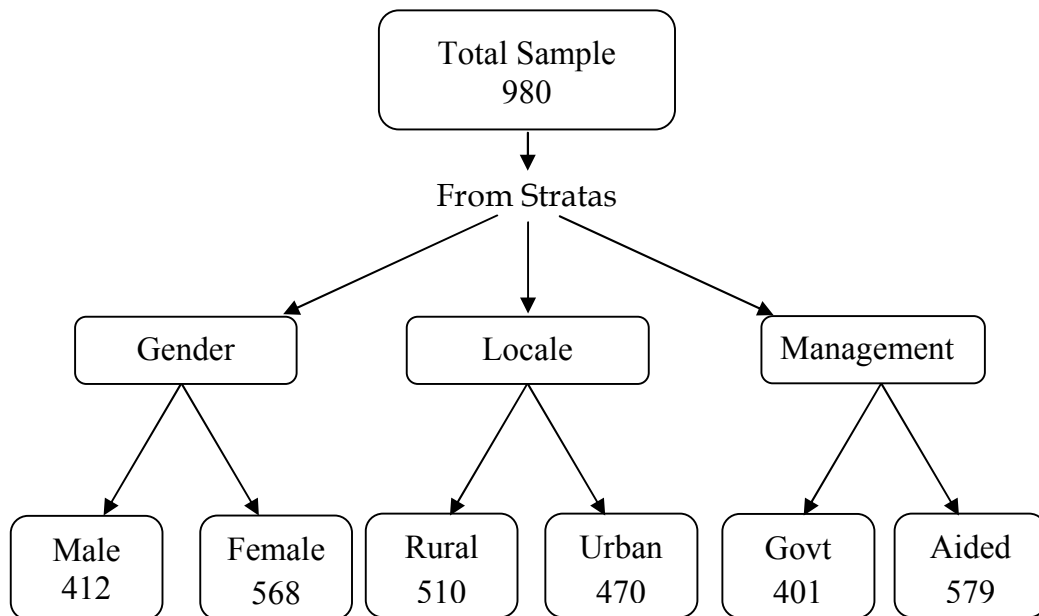 Total Sample
980
From Stratas
Gender
Locale
Management
Male
412
Female
568
Rural
510
Urban
470
Govt
401
Aided
579